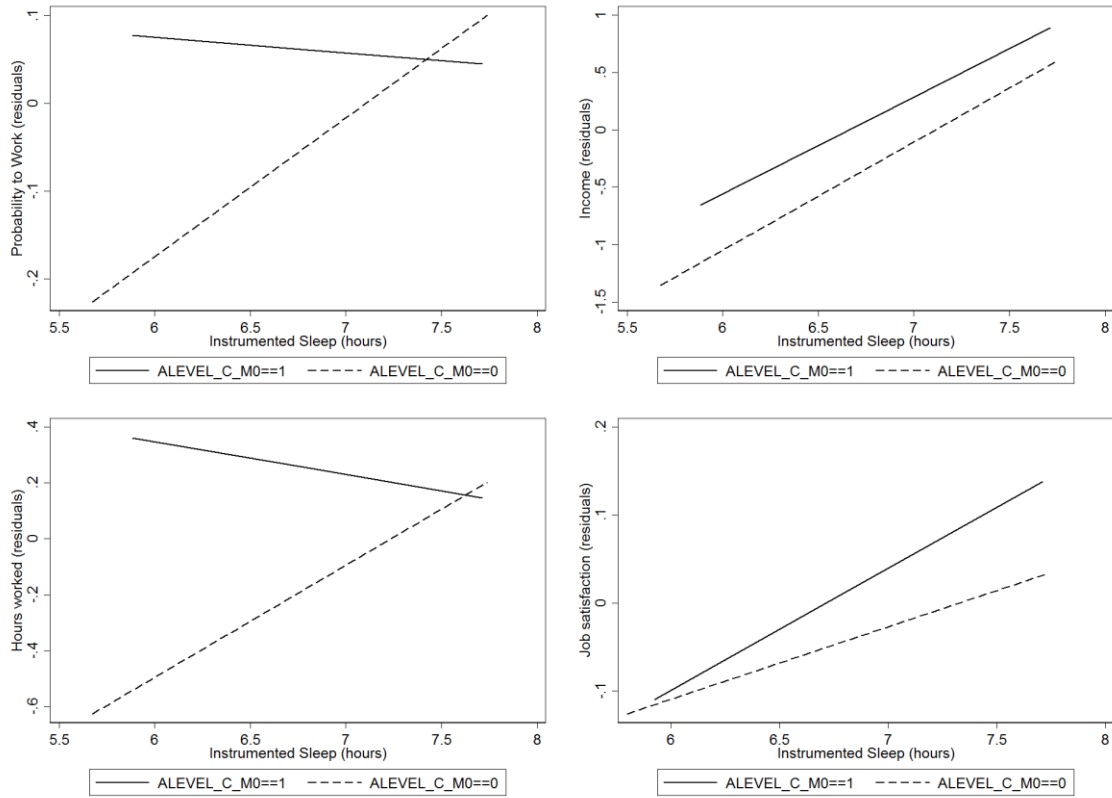 Probability to Work (residuals)
.1
0
-.1
-.2
5.5 6 6.5 7 7.5 8
Instrumented Sleep (hours)
ALEVEL_C_M0==1 ALEVEL_C_M0==0
Income (residuals)
1
.5
0
-.5
-1
-1.5
5.5 6 6.5 7 7.5 8
Instrumented Sleep (hours)
ALEVEL_C_M0==1 ALEVEL_C_M0==0
Hours worked (residuals)
.4
.2
0
-.2
-.4
-.6
5.5 6 6.5 7 7.5 8
Instrumented Sleep (hours)
ALEVEL_C_M0==1 ALEVEL_C_M0==0
Job satisfaction (residuals)
.2
.1
0
-.1
6 6.5 7 7.5 8
Instrumented Sleep (hours)
ALEVEL_C_M0==1 ALEVEL_C_M0==0